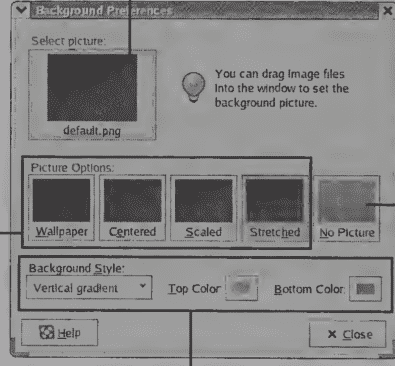 Background Preferences
Select picture:
You can drag image files
into the window to set the
background picture.
default.png
Picture Options:
Wallpaper Centered Scaled Stretched No Picture
Background Style:
Vertical gradient Top Color: Bottom Color:
Help Close